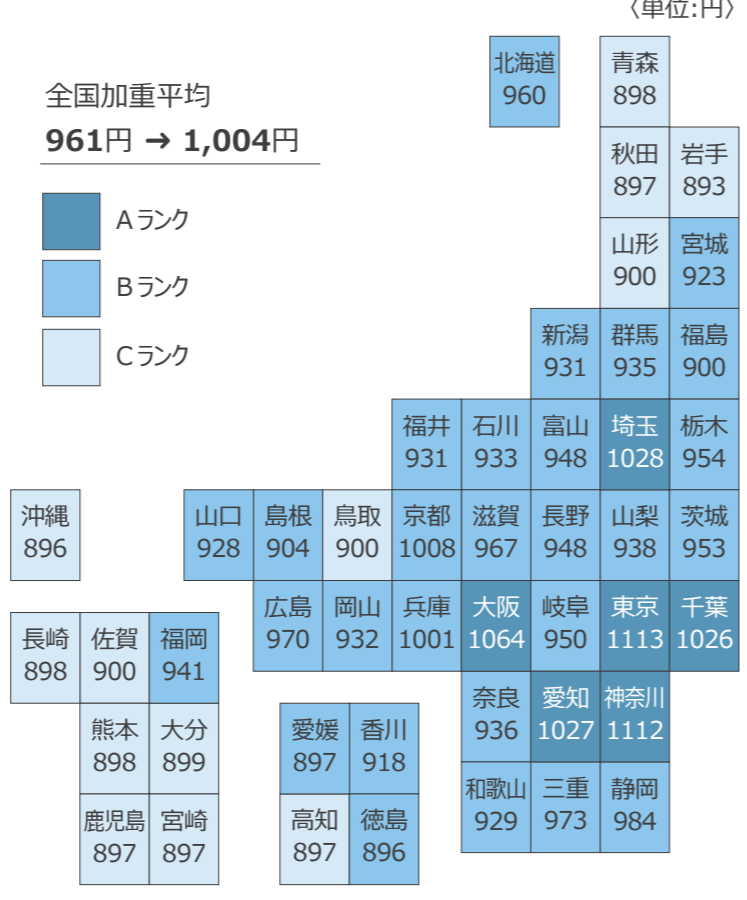 〈単位:円〉
全国加重平均
961円 → 1,004円
Aランク
Bランク
Cランク
北海道
960
青森
898
秋田
897
岩手
893
山形
900
宮城
923
新潟
931
群馬
935
福島
900
福井
931
石川
933
富山
948
埼玉
1028
栃木
954
沖縄
896
山口
928
島根
904
鳥取
900
京都
1008
滋賀
967
長野
948
山梨
938
茨城
953
広島
970
岡山
932
兵庫
1001
大阪
1064
岐阜
950
東京
1113
千葉
1026
長崎
898
佐賀
900
福岡
941
奈良
936
愛知
1027
神奈川
1112
熊本
898
大分
899
愛媛
897
香川
918
和歌山
929
三重
973
静岡
984
鹿児島
897
宮崎
897
高知
897
徳島
896